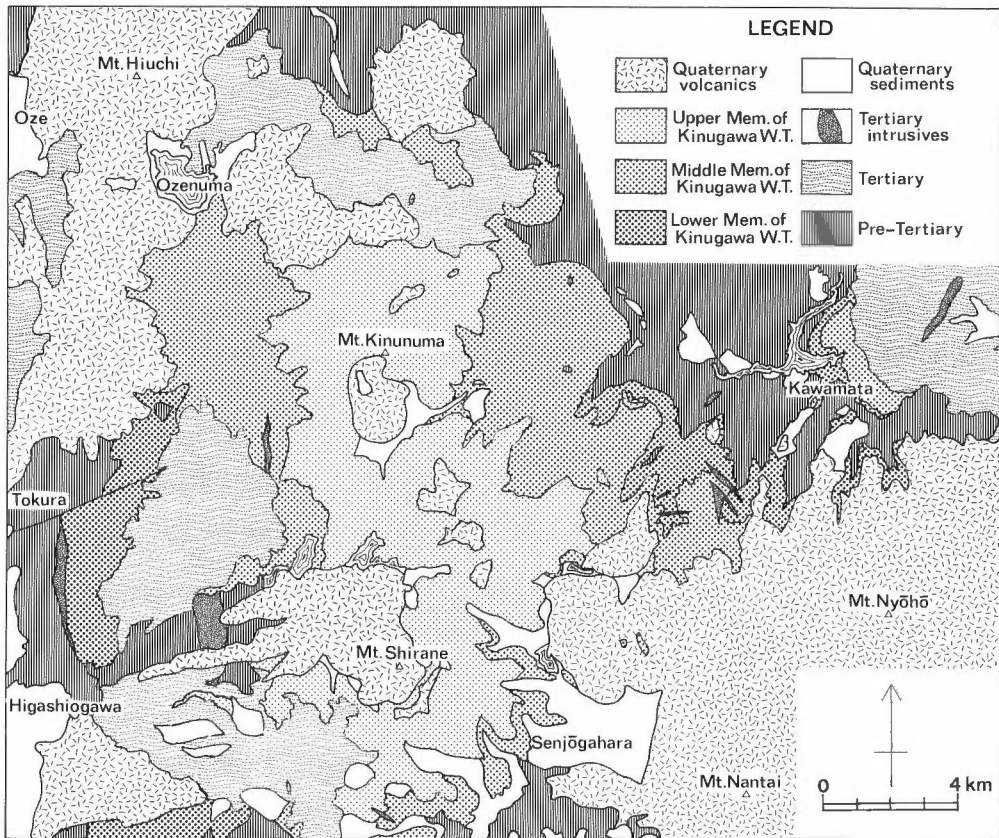 LEGEND
Quaternary
volcanics
Quaternary
sediments
Upper Mem. of
Kinugawa W.T.
Tertiary
intrusives
Middle Mem. of
Kinugawa W.T.
Tertiary
Lower Mem. of
Kinugawa W.T.
Pre-Tertiary
Mt. Hiuchi
Oze
Ozenuma
Mt. Kinunuma
Kawamata
Tokura
Mt. Nyōhō
Mt. Shirane
Higashiogawa
Senjōgahara
Mt. Nantai
0 4 km